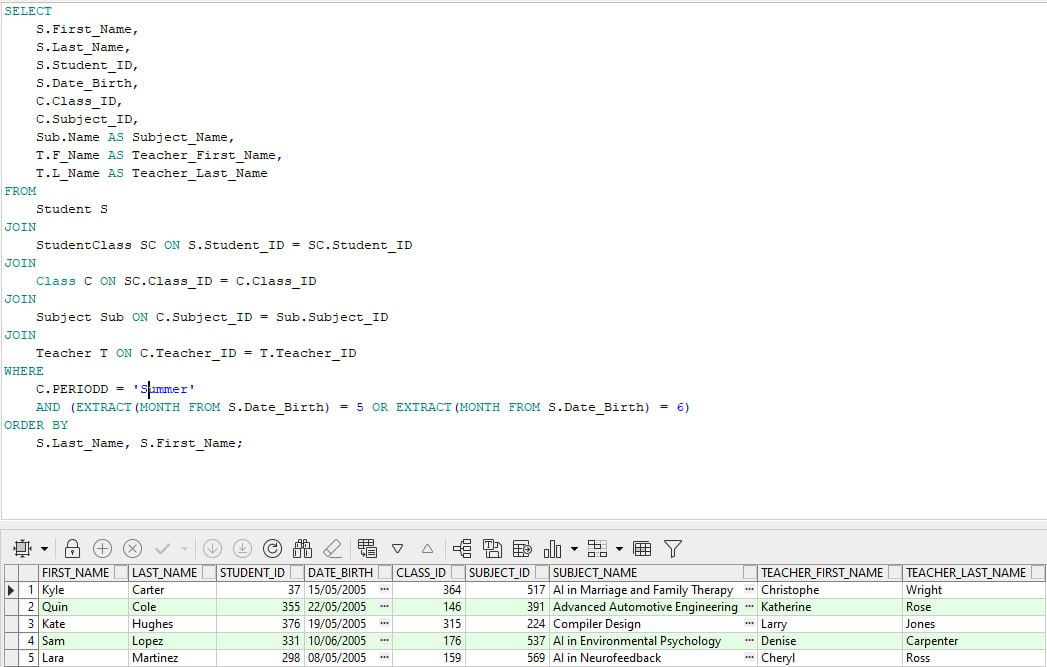 SELECT
S.First_Name,
S.Last_Name,
S.Student_ID,
S.Date_Birth,
C.Class_ID,
C.Subject_ID,
Sub.Name AS Subject_Name,
T.F_Name AS Teacher_First_Name,
T.L_Name AS Teacher_Last_Name
FROM
Student S
JOIN
StudentClass SC ON S.Student_ID = SC.Student_ID
JOIN
Class C ON SC.Class_ID = C.Class_ID
JOIN
Subject Sub ON C.Subject_ID = Sub.Subject_ID
JOIN
Teacher T ON C.Teacher_ID = T.Teacher_ID
WHERE
C.PERIODD = 'Summer'
AND (EXTRACT(MONTH FROM S.Date_Birth) = 5 OR EXTRACT(MONTH FROM S.Date_Birth) = 6)
ORDER BY
S.Last_Name, S.First_Name;
FIRST_NAME LAST_NAME STUDENT_ID DATE_BIRTH CLASS_ID SUBJECT_ID SUBJECT_NAME TEACHER_FIRST_NAME TEACHER_LAST_NAME
1 Kyle Carter 37 15/05/2005 ... 364 517 AI in Marriage and Family Therapy ... Christophe Wright
2 Quin Cole 355 22/05/2005 ... 146 391 Advanced Automotive Engineering ... Katherine Rose
3 Kate Hughes 376 19/05/2005 ... 315 224 Compiler Design ... Larry Jones
4 Sam Lopez 331 10/06/2005 ... 176 537 AI in Environmental Psychology ... Denise Carpenter
5 Lara Martinez 298 08/05/2005 ... 159 569 AI in Neurofeedback ... Cheryl Ross